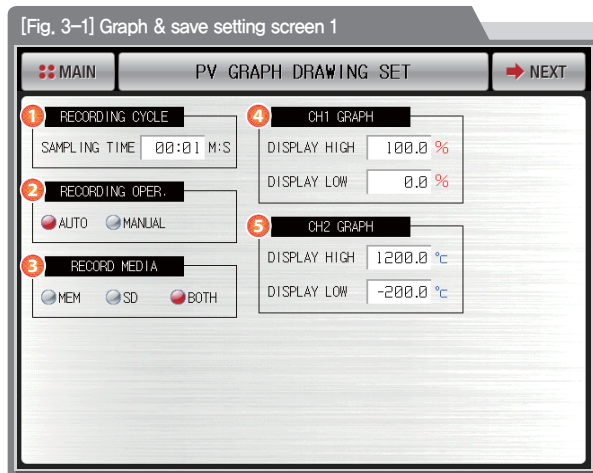 [Fig. 3-1] Graph & save setting screen 1
MAIN
PV GRAPH DRAWING SET
NEXT
1 RECORDING CYCLE
SAMPLING TIME 00:01 M:S
2 RECORDING OPER.
AUTO MANUAL
3 RECORD MEDIA
MEM SD BOTH
4 CH1 GRAPH
DISPLAY HIGH 100.0 %
DISPLAY LOW 0.0 %
5 CH2 GRAPH
DISPLAY HIGH 1200.0 ℃
DISPLAY LOW -200.0 ℃